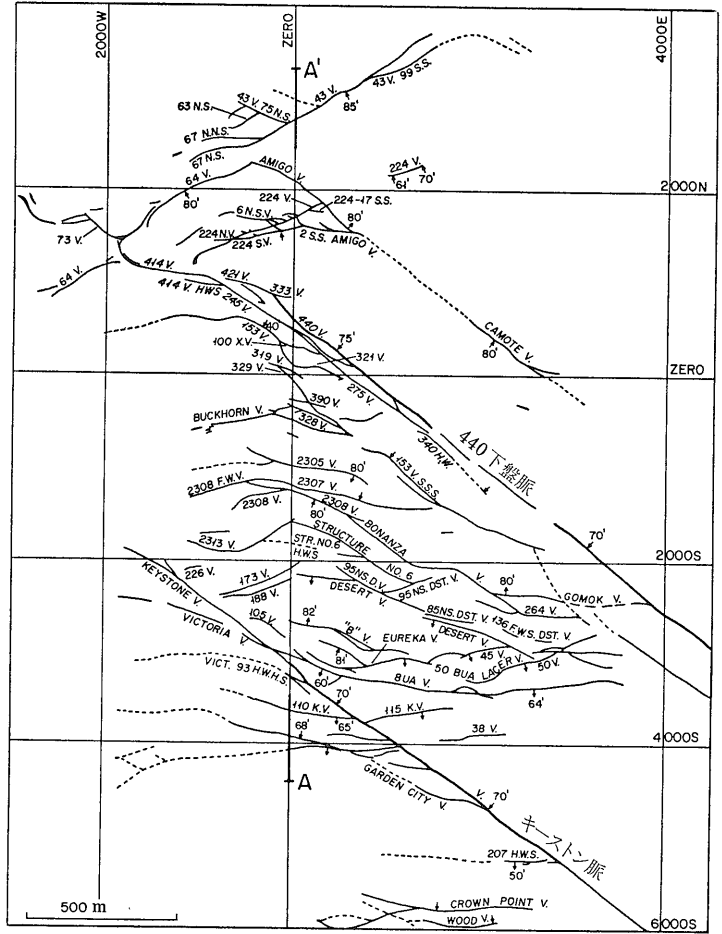 2000W
ZERO
4000E
A'
43 V. 99 S.S.
43 V.
85'
43 V. 75 N.S.
63 N.S.
67 N.N.S.
67 N.S.
64 V.
AMIGO V.
80'
224 V.
61' 70'
2000N
224 V.
224-17 S.S.
6 N.S.V.
80'
224 N.V.
224 S.V.
2 S.S. AMIGO V.
73 V.
64 V.
414 V.
421 V.
414 V. HWS
245 V.
333 V.
440 V.
75'
CAMOTE V.
80'
140
153 V.
100 X.V.
319 V.
321 V.
329 V.
275 V.
ZERO
390 V.
BUCKHORN V.
328 V.
340 H.W.
440下盤脈
153 V. S.S.S.
2305 V.
80'
2308 F.W.V.
2307 V.
2308 V.
2308 V. BONANZA V.
80'
70'
2313 V.
STRUCTURE NO. 6
STR. NO. 6
H.W.S
2000S
KEYSTONE V.
226 V.
173 V.
188 V.
95 NS. D.V.
95 NS. DST. V.
DESERT V.
80'
GOMOK V.
264 V.
85 NS. DST. V.
136 F.W.S. DST. V.
DESERT V.
VICTORIA V.
105 V.
82'
"B" V.
EUREKA V.
81'
45 V.
50 BUA LAGER V.
50 V.
VICT. 93 H.W.H.S.
60'
BUA V.
64'
70'
110 K.V.
115 K.V.
68'
65'
38 V.
4000S
A
GARDEN CITY V.
70'
キーストン脈
207 H.W.S.
50'
500 m
CROWN POINT V.
WOOD V.
6000S